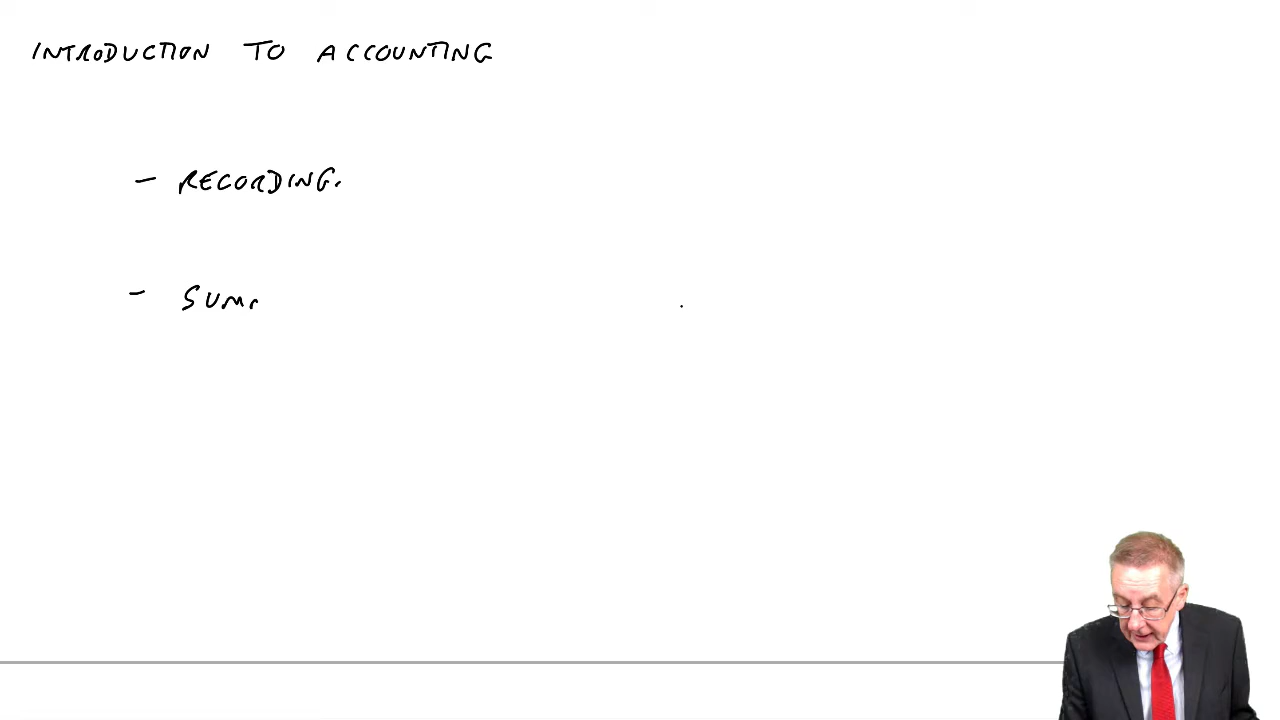 INTRODUCTION TO ACCOUNTING
- RECORDING.
- SUM